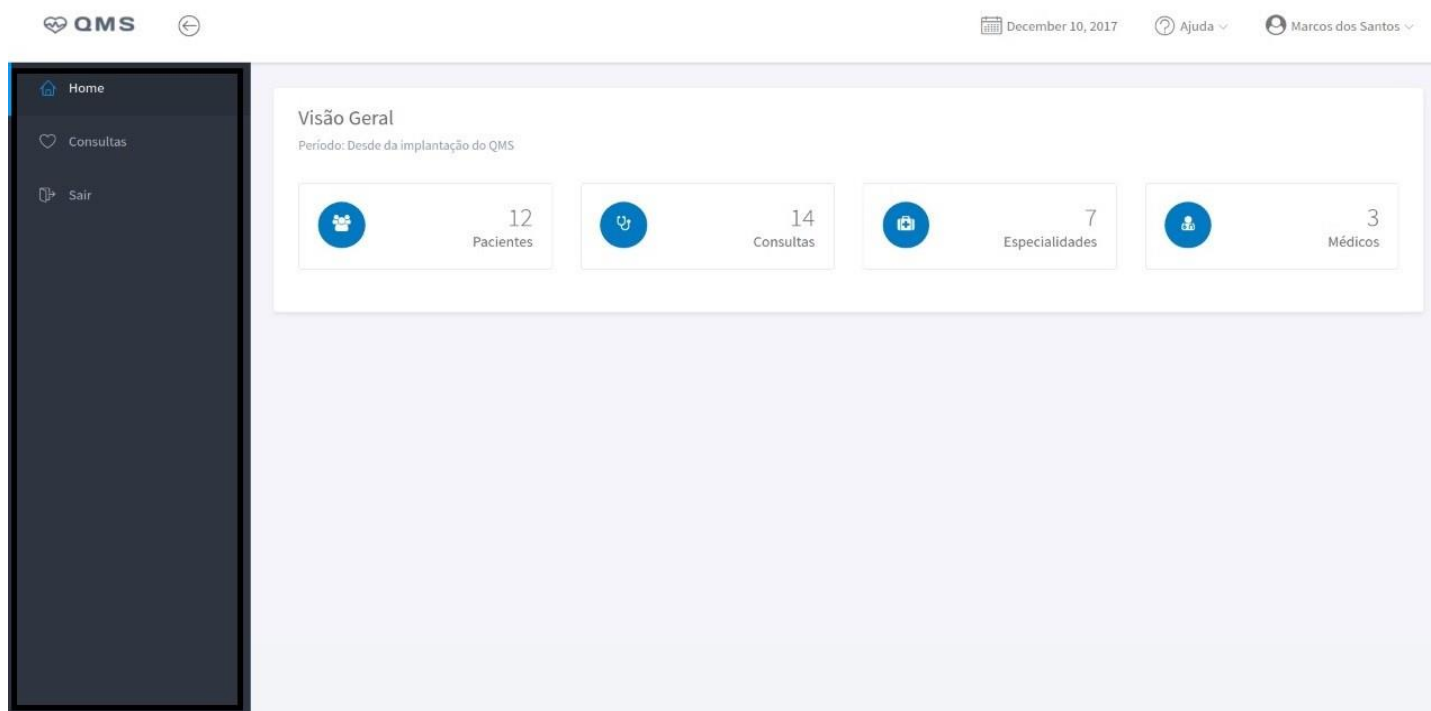 QMS
December 10, 2017
Ajuda
Marcos dos Santos
Home
Consultas
Sair
Visão Geral
Período: Desde da implantação do QMS
12
Pacientes
14
Consultas
7
Especialidades
3
Médicos